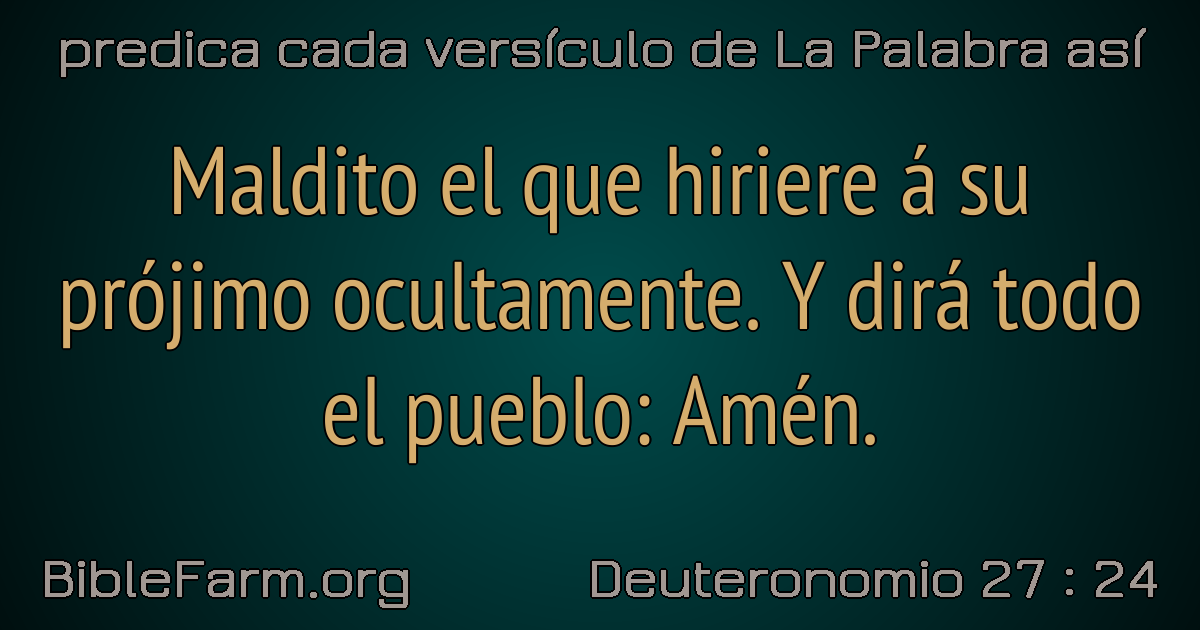 predica cada versículo de La Palabra así
Maldito el que hiriere á su
prójimo ocultamente. Y dirá todo
el pueblo: Amén.
BibleFarm.org
Deuteronomio 27 : 24